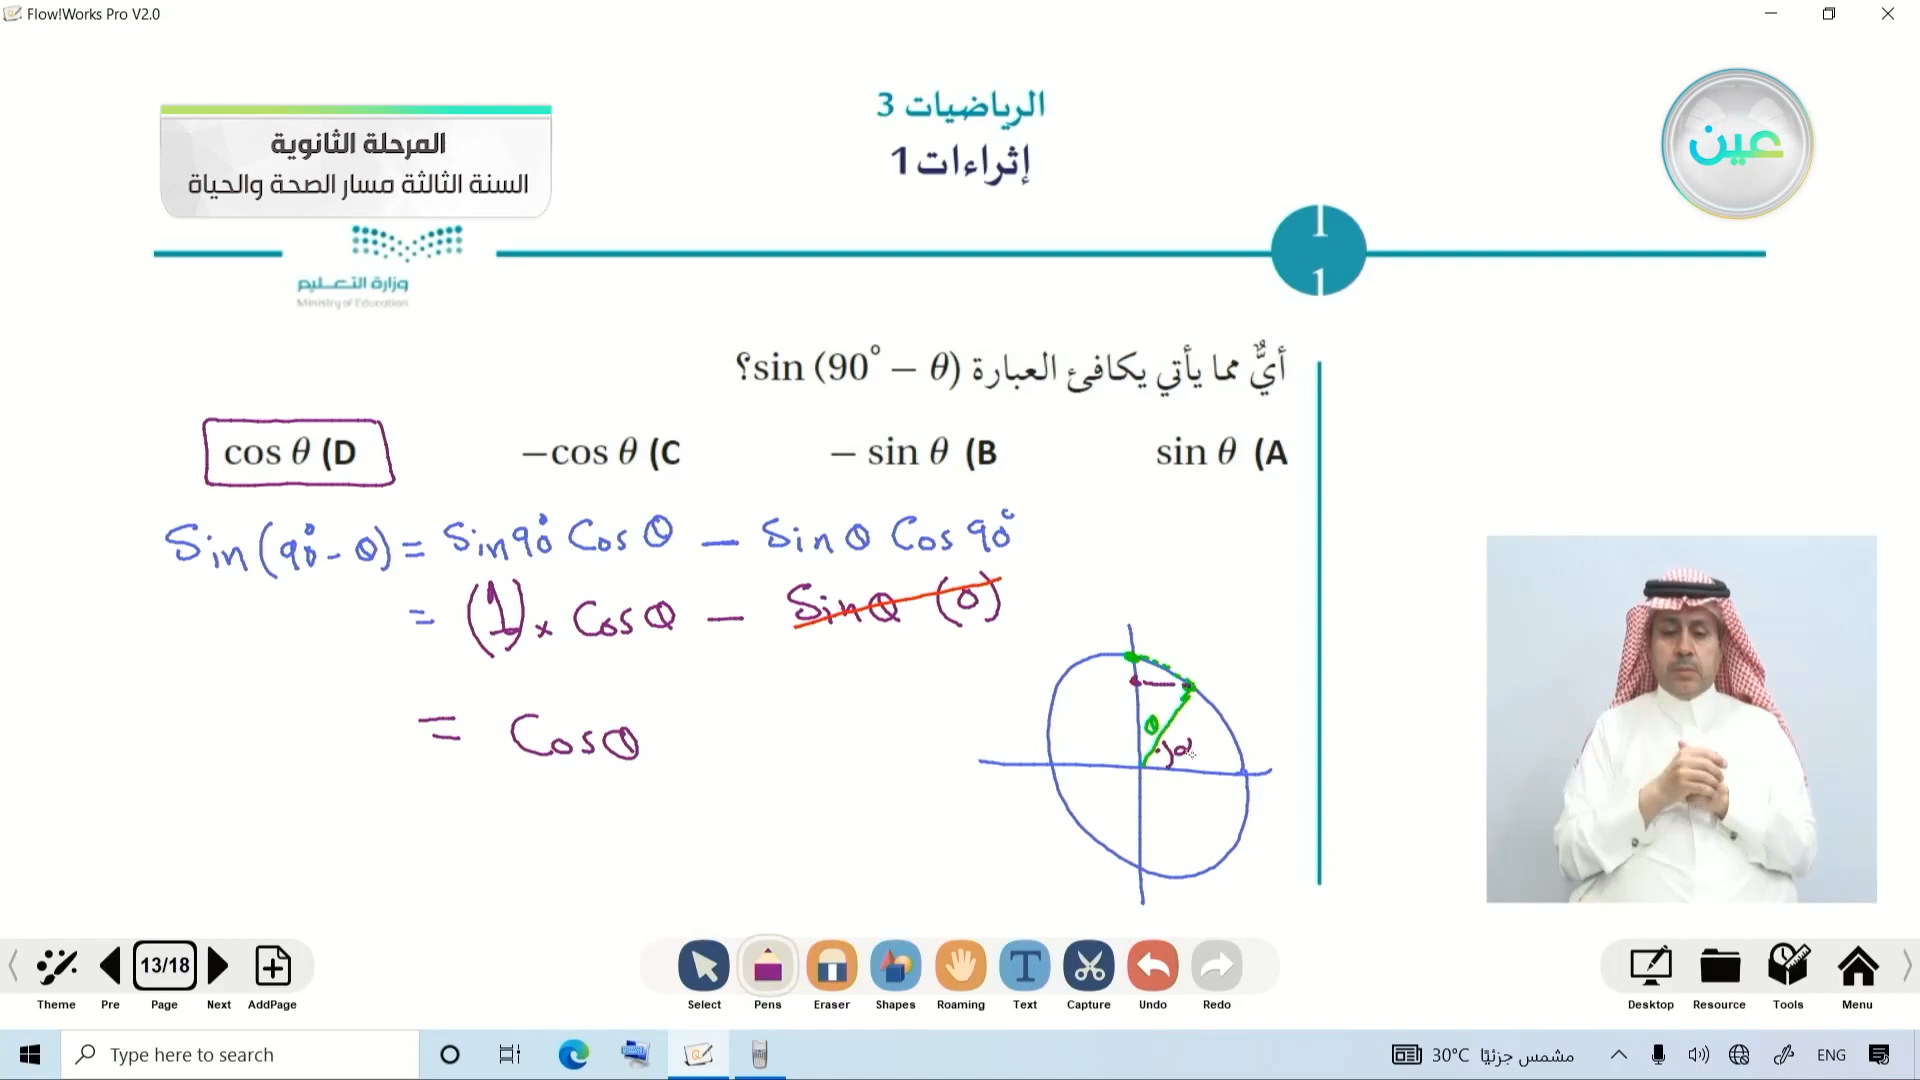 Flow!Works Pro V2.0
الرياضيات 3
إثراءات 1
المرحلة الثانوية
السنة الثالثة مسار الصحة والحياة
عين
وزارة التعليم
Ministry of Education
1
1
أيٌّ مما يأتي يكافئ العبارة sin (90° − θ)؟
sin θ (A
− sin θ (B
−cos θ (C
cos θ (D
Sin(90° - θ) = Sin90° Cos θ − Sin θ Cos 90°
= (1) × Cos θ − Sin θ (0)
= Cos θ
θ
α
13/18
Theme Pre Page Next AddPage
Select Pens Eraser Shapes Roaming Text Capture Undo Redo
Desktop Resource Tools Menu
Type here to search
30°C مشمس جزئيًا
ENG